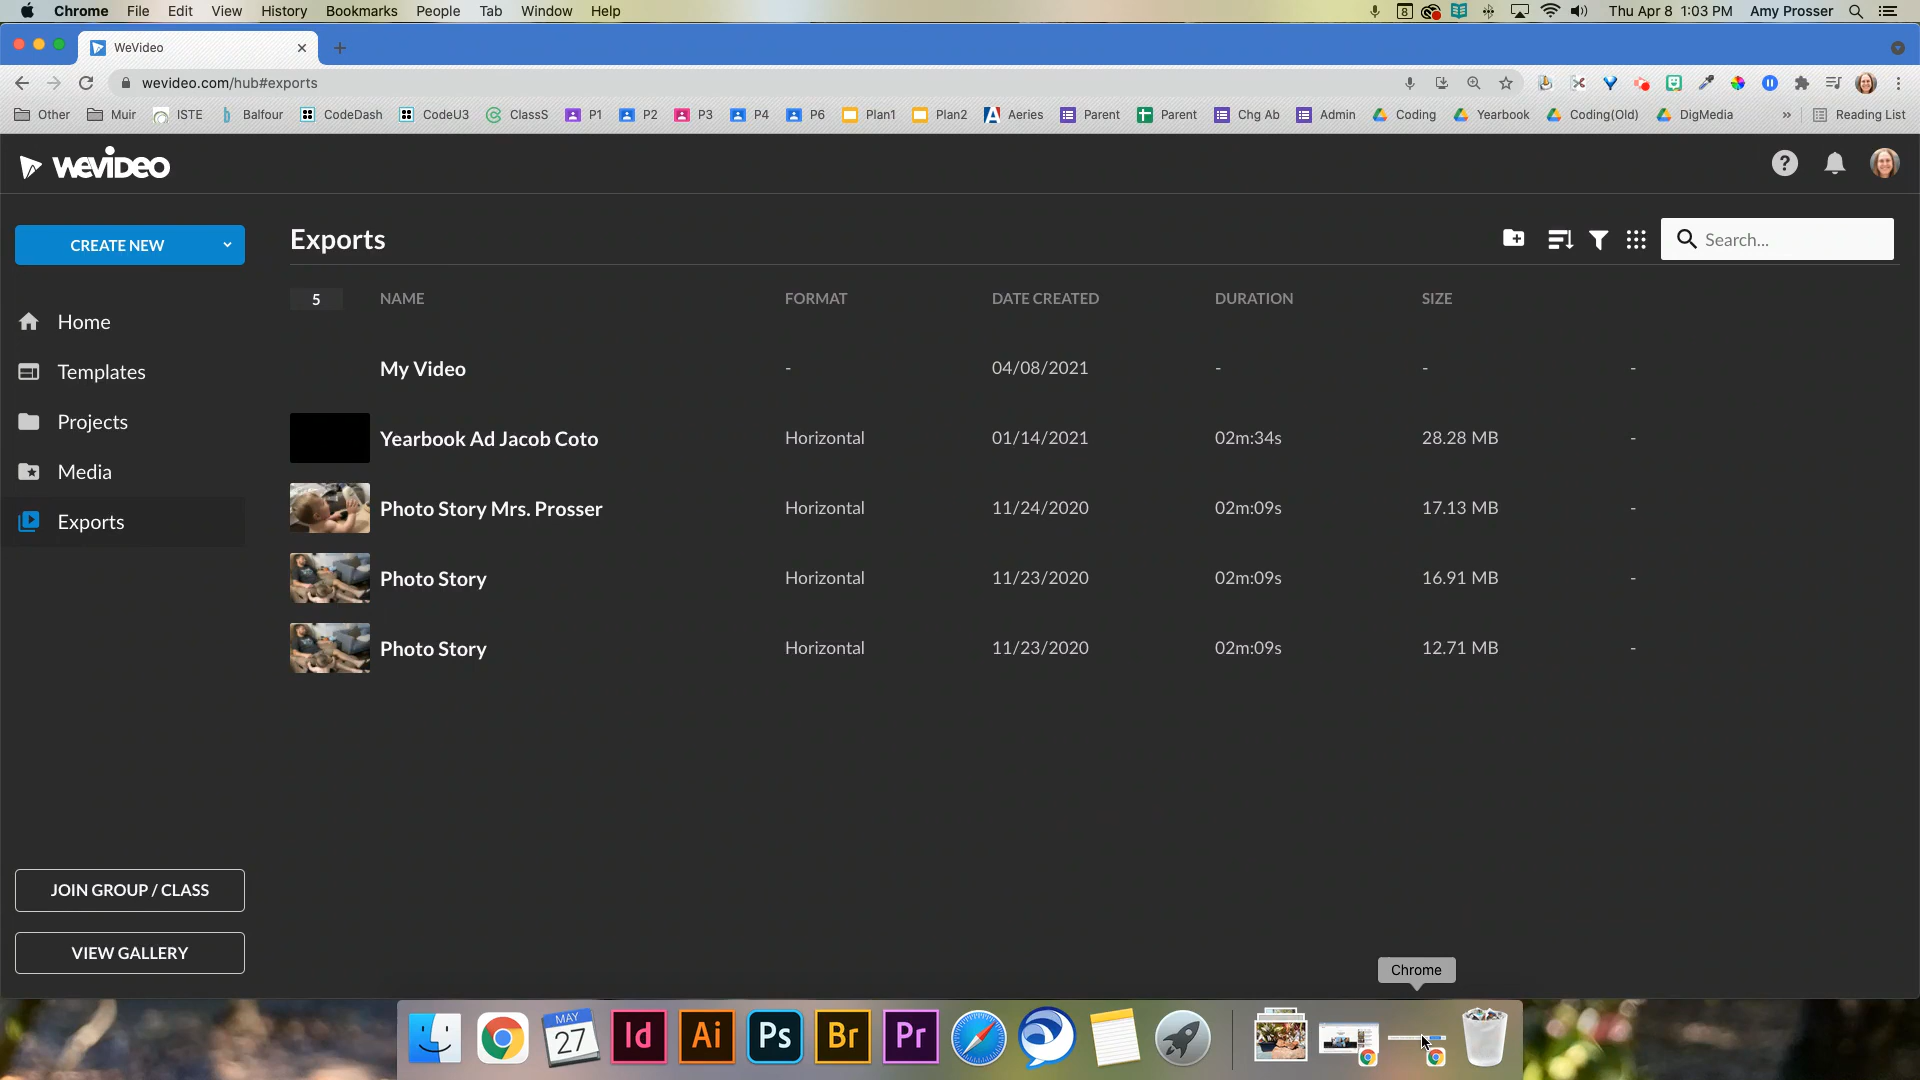 Chrome File Edit View History Bookmarks People Tab Window Help 8 Thu Apr 8 1:03 PM Amy Prosser
WeVideo
wevideo.com/hub#exports
Other Muir ISTE Balfour CodeDash CodeU3 ClassS P1 P2 P3 P4 P6 Plan1 Plan2 Aeries Parent Parent Chg Ab Admin Coding Yearbook Coding(Old) DigMedia » Reading List
WEVIDEO
CREATE NEW
Exports
Search...
5 NAME FORMAT DATE CREATED DURATION SIZE
Home
My Video - 04/08/2021 - - -
Templates
Projects
Yearbook Ad Jacob Coto Horizontal 01/14/2021 02m:34s 28.28 MB -
Media
Photo Story Mrs. Prosser Horizontal 11/24/2020 02m:09s 17.13 MB -
Exports
Photo Story Horizontal 11/23/2020 02m:09s 16.91 MB -
Photo Story Horizontal 11/23/2020 02m:09s 12.71 MB -
JOIN GROUP / CLASS
VIEW GALLERY
Chrome
MAY
27
Id Ai Ps Br Pr